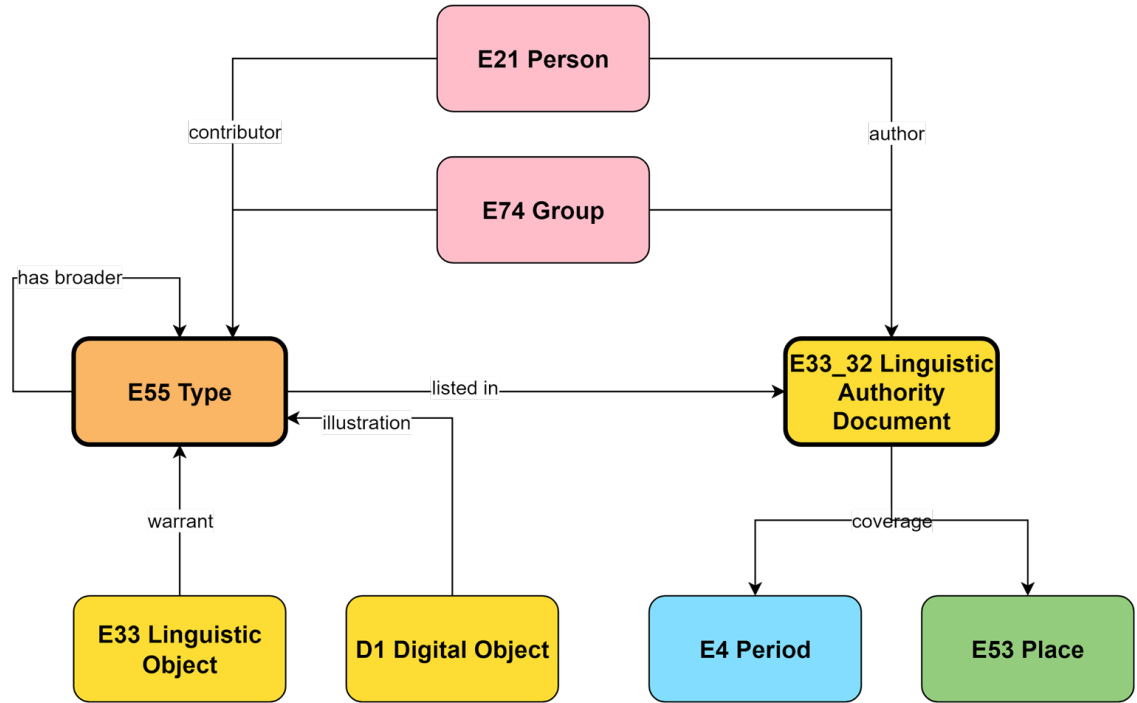 E21 Person
contributor
author
E74 Group
has broader
E55 Type
listed in
E33_32 Linguistic
Authority
Document
illustration
warrant
coverage
E33 Linguistic
Object
D1 Digital Object
E4 Period
E53 Place